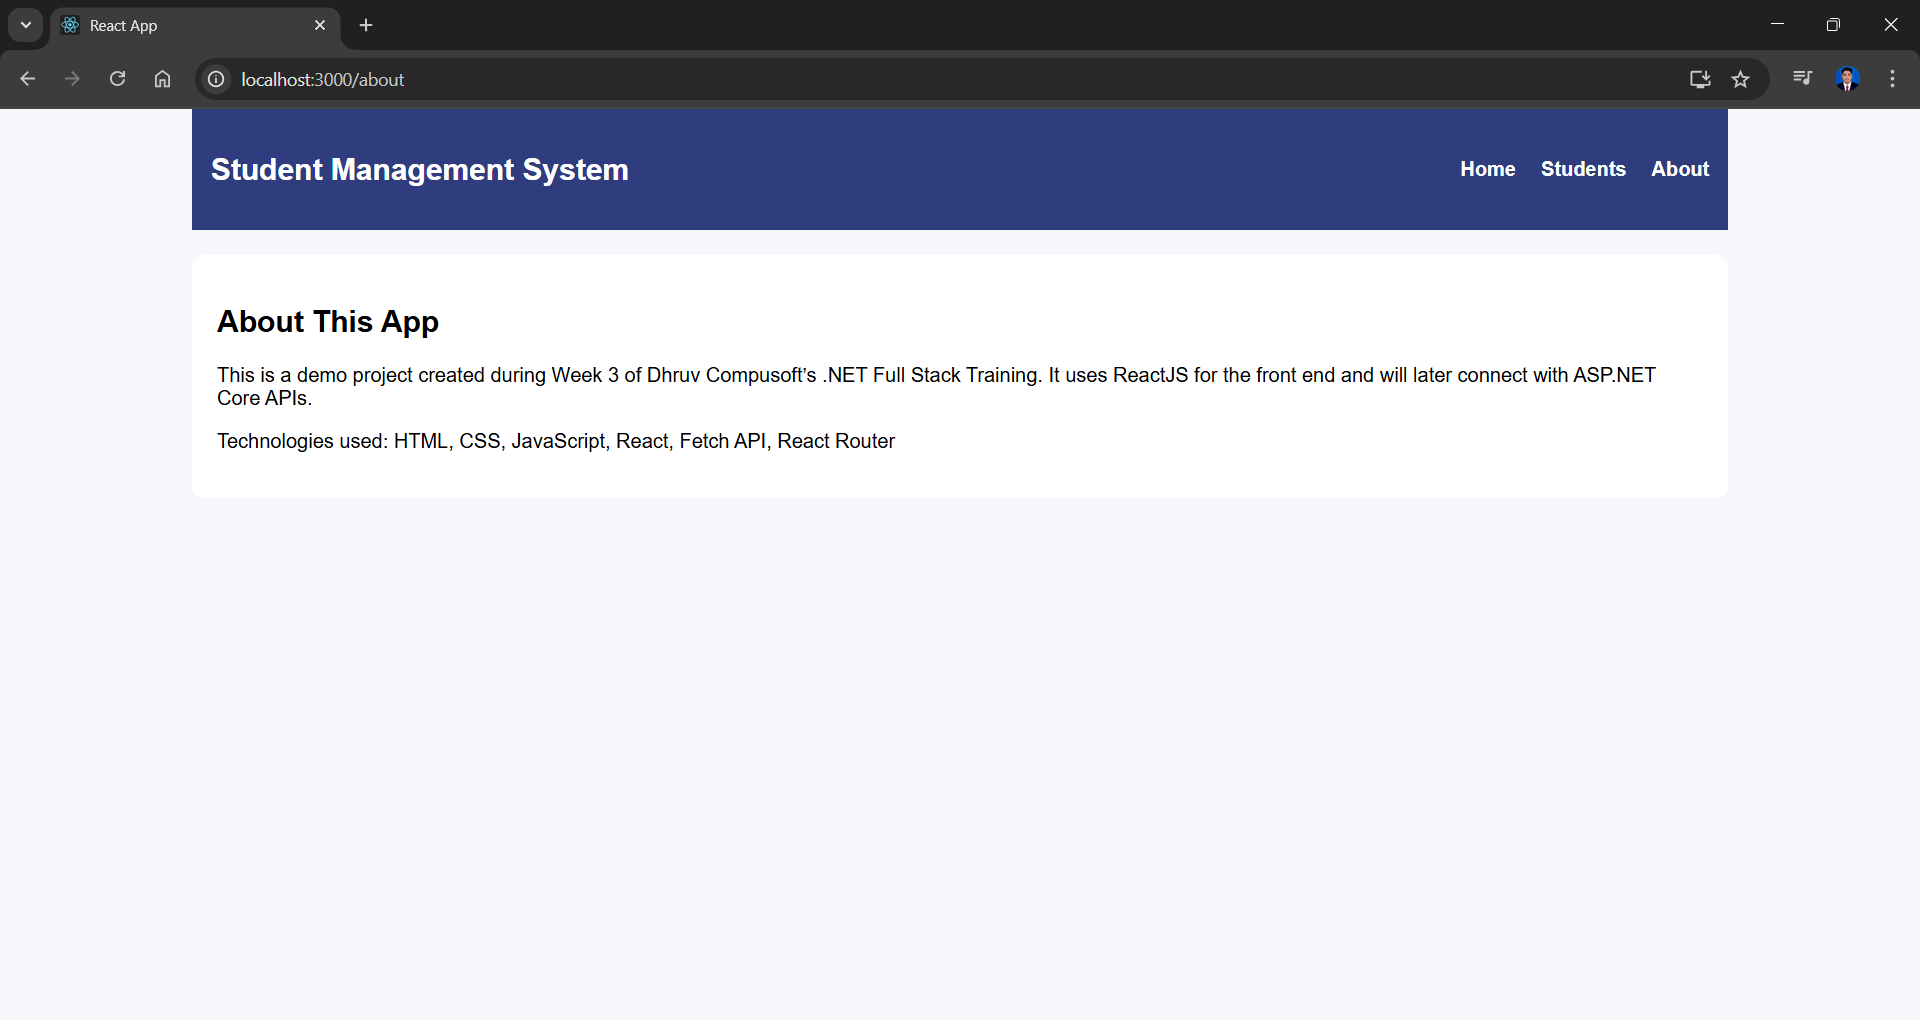 React App
localhost:3000/about
Student Management System
Home Students About
About This App
This is a demo project created during Week 3 of Dhruv Compusoft’s .NET Full Stack Training. It uses ReactJS for the front end and will later connect with ASP.NET
Core APIs.
Technologies used: HTML, CSS, JavaScript, React, Fetch API, React Router